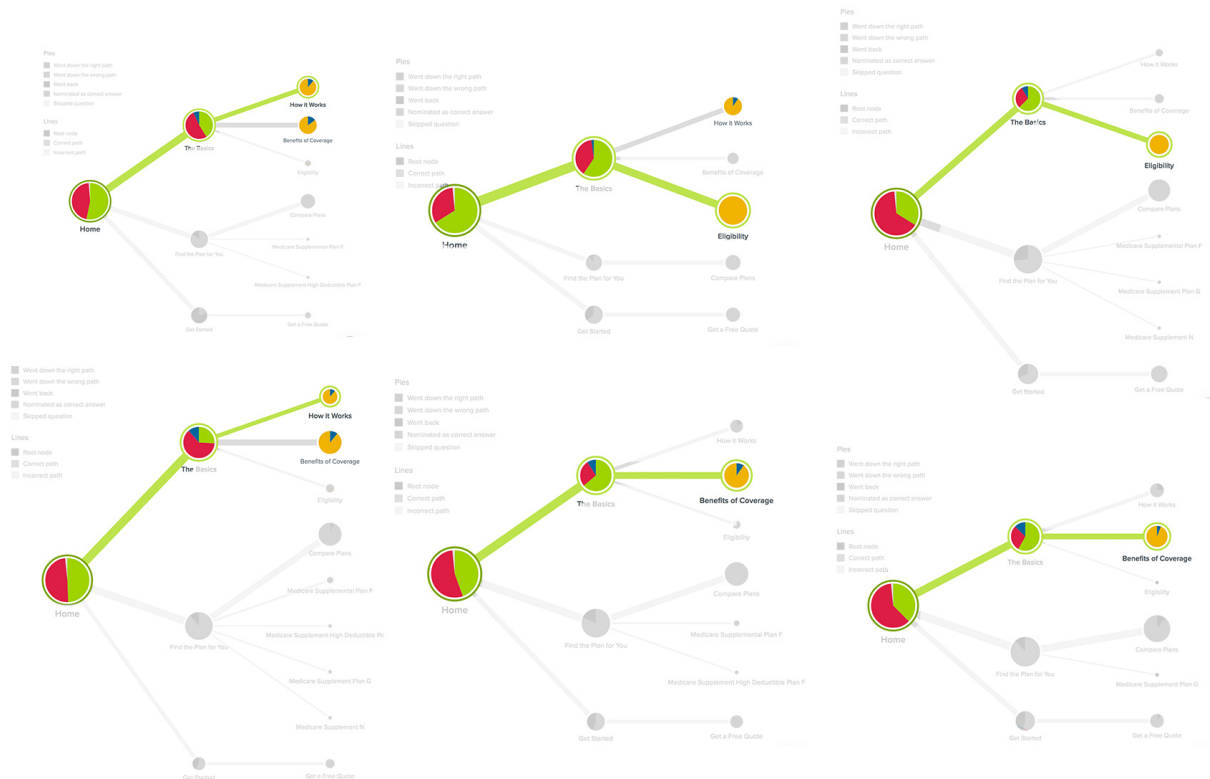 Pies
Went down the right path
Went down the wrong path
Went back
Nominated as correct answer
Skipped question
Lines
Root node
Correct path
Incorrect path
How it Works
Benefits of Coverage
The Basics
Eligibility
Home
Compare Plans
Find the Plan for You
Medicare Supplemental Plan F
Medicare Supplement High Deductible Plan F
Get Started
Get a Free Quote
Pies
Went down the right path
Went down the wrong path
Went back
Nominated as correct answer
Skipped question
Lines
Root node
Correct path
Incorrect path
How it Works
Benefits of Coverage
The Basics
Eligibility
Home
Find the Plan for You
Compare Plans
Get Started
Get a Free Quote
Pies
Went down the right path
Went down the wrong path
Went back
Nominated as correct answer
Skipped question
Lines
Root node
Correct path
Incorrect path
How it Works
Benefits of Coverage
The Basics
Eligibility
Home
Compare Plans
Find the Plan for You
Medicare Supplemental Plan F
Medicare Supplement Plan G
Medicare Supplement N
Get Started
Get a Free Quote
Went down the right path
Went down the wrong path
Went back
Nominated as correct answer
Skipped question
Lines
Root node
Correct path
Incorrect path
How it Works
Benefits of Coverage
The Basics
Eligibility
Home
Compare Plans
Find the Plan for You
Medicare Supplemental Plan F
Medicare Supplement High Deductible Pl
Medicare Supplement Plan G
Medicare Supplement N
Get Started
Get a Free Quote
Pies
Went down the right path
Went down the wrong path
Went back
Nominated as correct answer
Skipped question
Lines
Root node
Correct path
Incorrect path
How it Works
Benefits of Coverage
The Basics
Eligibility
Home
Compare Plans
Find the Plan for You
Medicare Supplemental Plan F
Medicare Supplement High Deductible Plan F
Get Started
Get a Free Quote
Pies
Went down the right path
Went down the wrong path
Went back
Nominated as correct answer
Skipped question
Lines
Root node
Correct path
Incorrect path
How it Works
Benefits of Coverage
The Basics
Eligibility
Home
Compare Plans
Find the Plan for You
Medicare Supplement Plan G
Get Started
Get a Free Quote